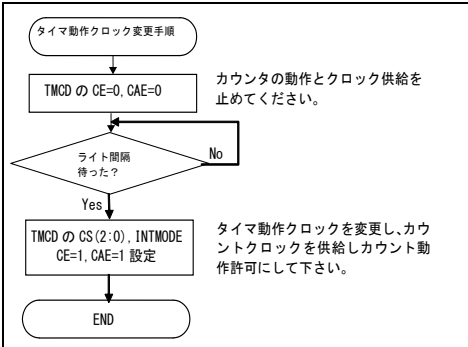 タイマ動作クロック変更手順
TMCD の CE=0, CAE=0
カウンタの動作とクロック供給を
止めてください。
ライト間隔
待った？
No
Yes
TMCD の CS(2:0), INTMODE
CE=1, CAE=1 設定
タイマ動作クロックを変更し、カウ
ントクロックを供給しカウント動
作許可にして下さい。
END